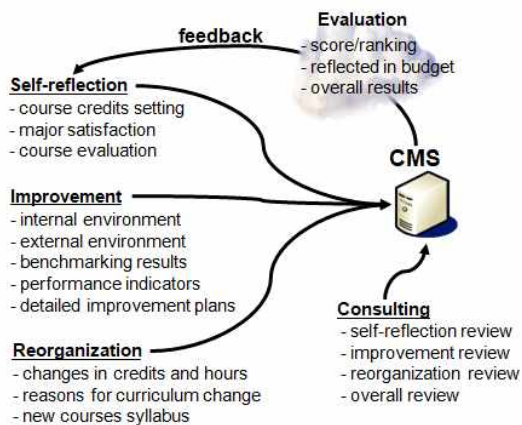 Evaluation
- score/ranking
- reflected in budget
- overall results
feedback
Self-reflection
- course credits setting
- major satisfaction
- course evaluation
CMS
Improvement
- internal environment
- external environment
- benchmarking results
- performance indicators
- detailed improvement plans
Consulting
- self-reflection review
- improvement review
- reorganization review
- overall review
Reorganization
- changes in credits and hours
- reasons for curriculum change
- new courses syllabus